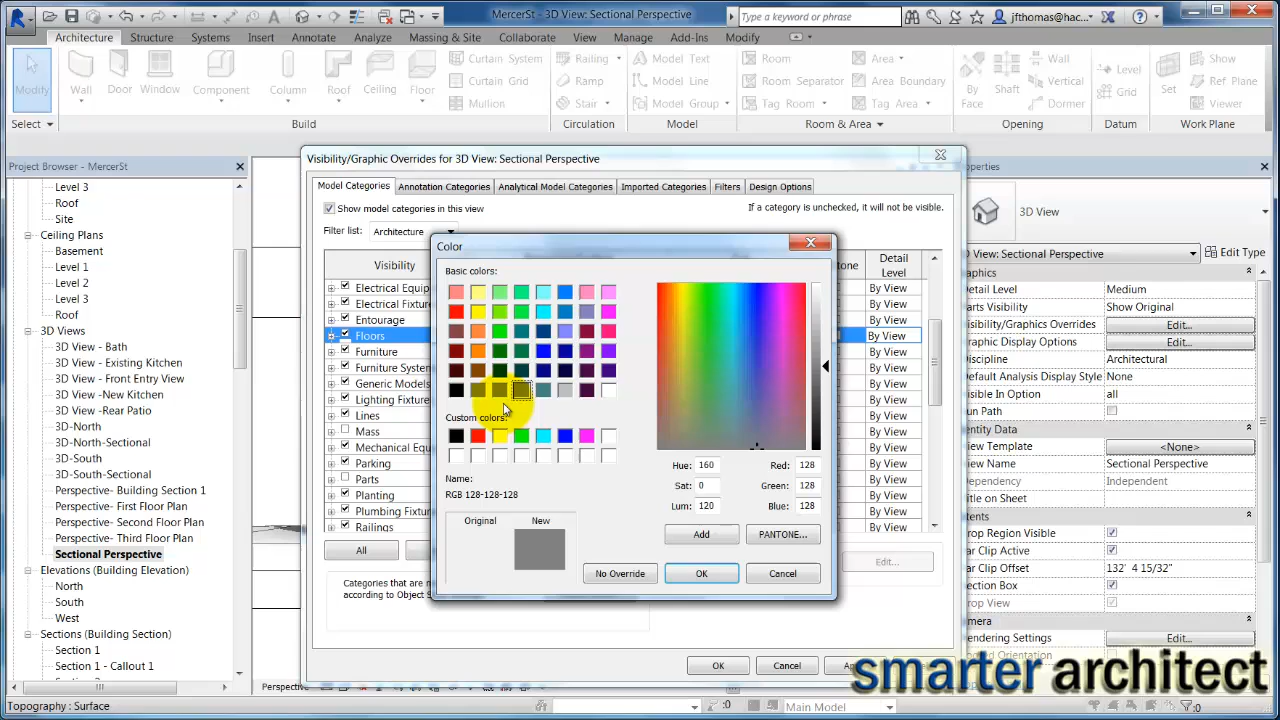 MercerSt - 3D View: Sectional Perspective
Type a keyword or phrase
jfthomas@hac...
Architecture Structure Systems Insert Annotate Analyze Massing & Site Collaborate View Manage Add-Ins Modify
Modify Wall Door Window Component Column Roof Ceiling Floor
Curtain System
Curtain Grid
Mullion
Railing
Ramp
Stair
Model Text
Model Line
Model Group
Room
Room Separator
Tag Room
Area
Area Boundary
Tag Area
By Face
Shaft
Wall
Vertical
Dormer
Level
Grid
Set
Show
Ref Plane
Viewer
Select Build Circulation Model Room & Area Opening Datum Work Plane
Project Browser - MercerSt
Level 3
Roof
Site
Ceiling Plans
Basement
Level 1
Level 2
Level 3
Roof
3D Views
3D View - Bath
3D View - Existing Kitchen
3D View - Front Entry View
3D View -New Kitchen
3D View -Rear Patio
3D-North
3D-North-Sectional
3D-South
3D-South-Sectional
Perspective- Building Section 1
Perspective- First Floor Plan
Perspective- Second Floor Plan
Perspective- Third Floor Plan
Sectional Perspective
Elevations (Building Elevation)
North
South
West
Sections (Building Section)
Section 1
Section 1 - Callout 1
Visibility/Graphic Overrides for 3D View: Sectional Perspective
Model Categories Annotation Categories Analytical Model Categories Imported Categories Filters Design Options
Show model categories in this view
If a category is unchecked, it will not be visible.
Filter list: Architecture
Visibility
tone
Detail Level
Electrical Equip
By View
Electrical Fixture
By View
Entourage
By View
Floors
By View
Furniture
By View
Furniture System
By View
Generic Models
By View
Lighting Fixture
By View
Lines
By View
Mass
By View
Mechanical Equ
By View
Parking
By View
Parts
By View
Planting
By View
Plumbing Fixtur
By View
Railings
By View
All
Edit...
Categories that are n
according to Object S
OK Cancel
Color
Basic colors:
Custom colors:
Name:
RGB 128-128-128
Original New
Hue: 160
Sat: 0
Lum: 120
Red: 128
Green: 128
Blue: 128
Add PANTONE...
No Override OK Cancel
operties
3D View
D View: Sectional Perspective
Edit Type
raphics
Detail Level Medium
Parts Visibility Show Original
Visibility/Graphics Overrides Edit...
Graphic Display Options Edit...
Discipline Architectural
Default Analysis Display Style None
Visible In Option all
un Path
Identity Data
View Template <None>
View Name Sectional Perspective
Dependency Independent
Title on Sheet
tents
rop Region Visible
ar Clip Active
ar Clip Offset 132' 4 15/32"
ection Box
rop View
mera
endering Settings Edit...
Perspective
Topography : Surface
:0
Main Model
:0
smarter architect